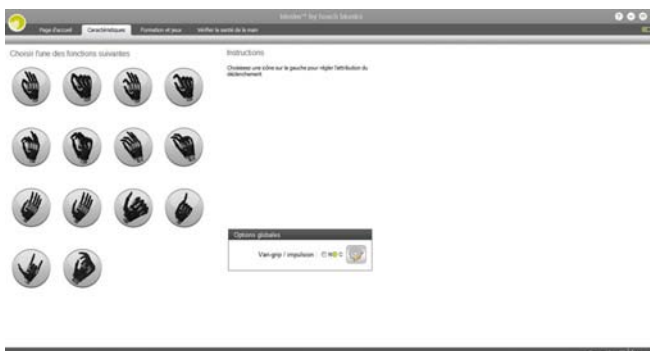 Page d'accueil Caractéristiques Formation et jeux Vérifier la santé de la main
Choisir l'une des fonctions suivantes
Instructions
Choisissez une icône sur la gauche pour régler l'attribution du
déclenchement
Options globales
Vari-grip / impulsion :